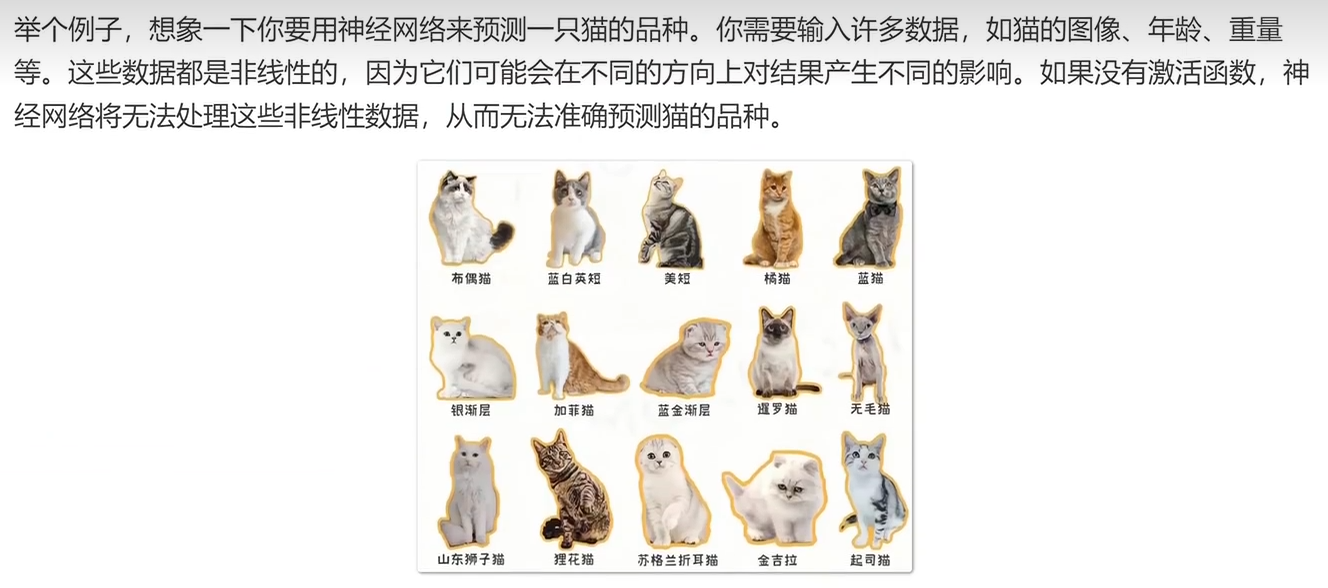 举个例子，想象一下你要用神经网络来预测一只猫的品种。你需要输入许多数据，如猫的图像、年龄、重量
等。这些数据都是非线性的，因为它们可能会在不同的方向上对结果产生不同的影响。如果没有激活函数，神
经网络将无法处理这些非线性数据，从而无法准确预测猫的品种。
布偶猫 蓝白英短 美短 橘猫 蓝猫
银渐层 加菲猫 蓝金渐层 暹罗猫 无毛猫
山东狮子猫 狸花猫 苏格兰折耳猫 金吉拉 起司猫